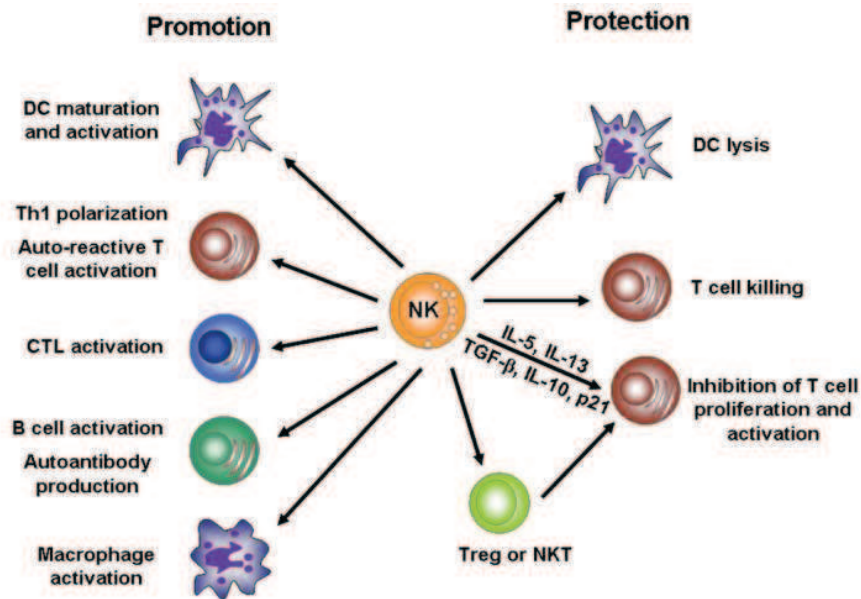 Promotion
Protection
DC maturation
and activation
DC lysis
Th1 polarization
Auto-reactive T
cell activation
NK
T cell killing
CTL activation
IL-5, IL-13
TGF-β, IL-10, p21
Inhibition of T cell
proliferation and
activation
B cell activation
Autoantibody
production
Treg or NKT
Macrophage
activation